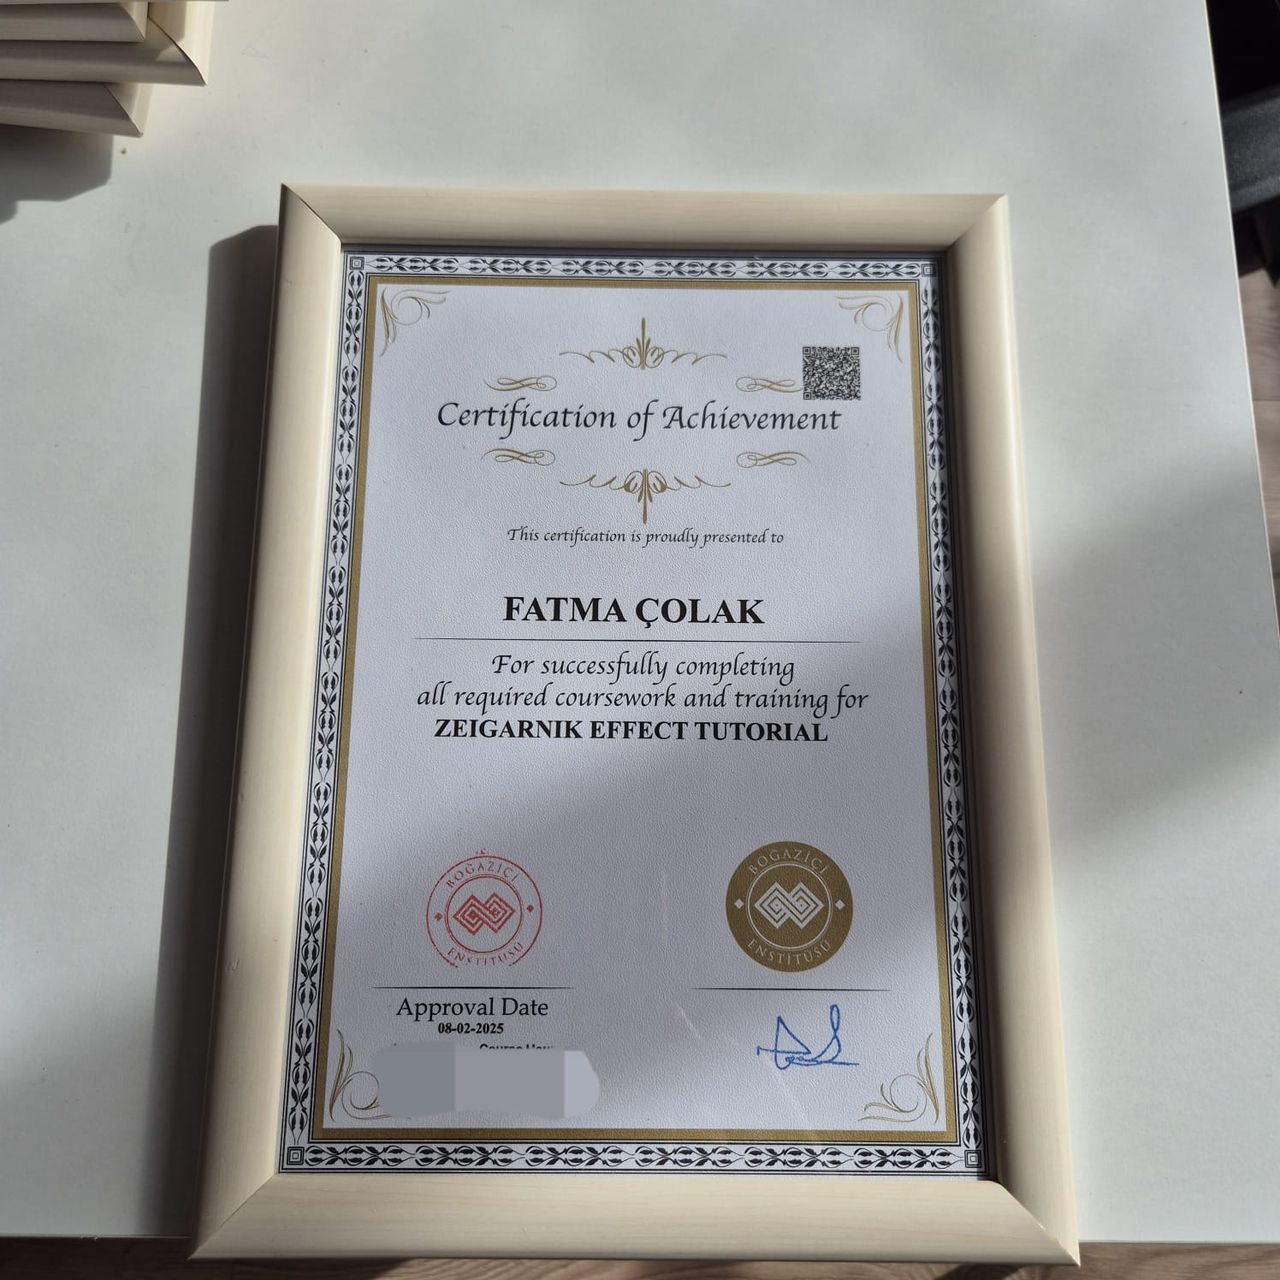 Certification of Achievement
This certification is proudly presented to
FATMA ÇOLAK
For successfully completing
all required coursework and training for
ZEIGARNIK EFFECT TUTORIAL
BOĞAZİÇİ
ENSTİTÜSÜ
BOĞAZİÇİ
ENSTİTÜSÜ
Approval Date
08-02-2025
Course